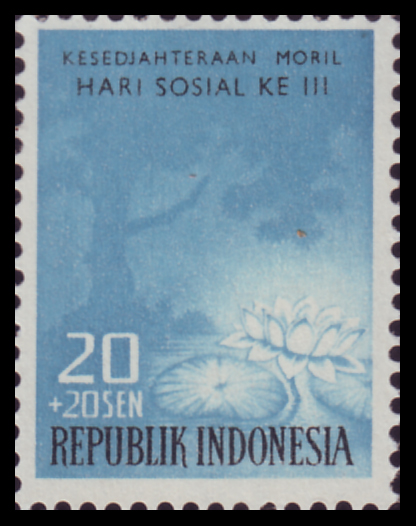 KESEDJAHTERAAN MORIL
HARI SOSIAL KE III
20
+20SEN
REPUBLIK INDONESIA